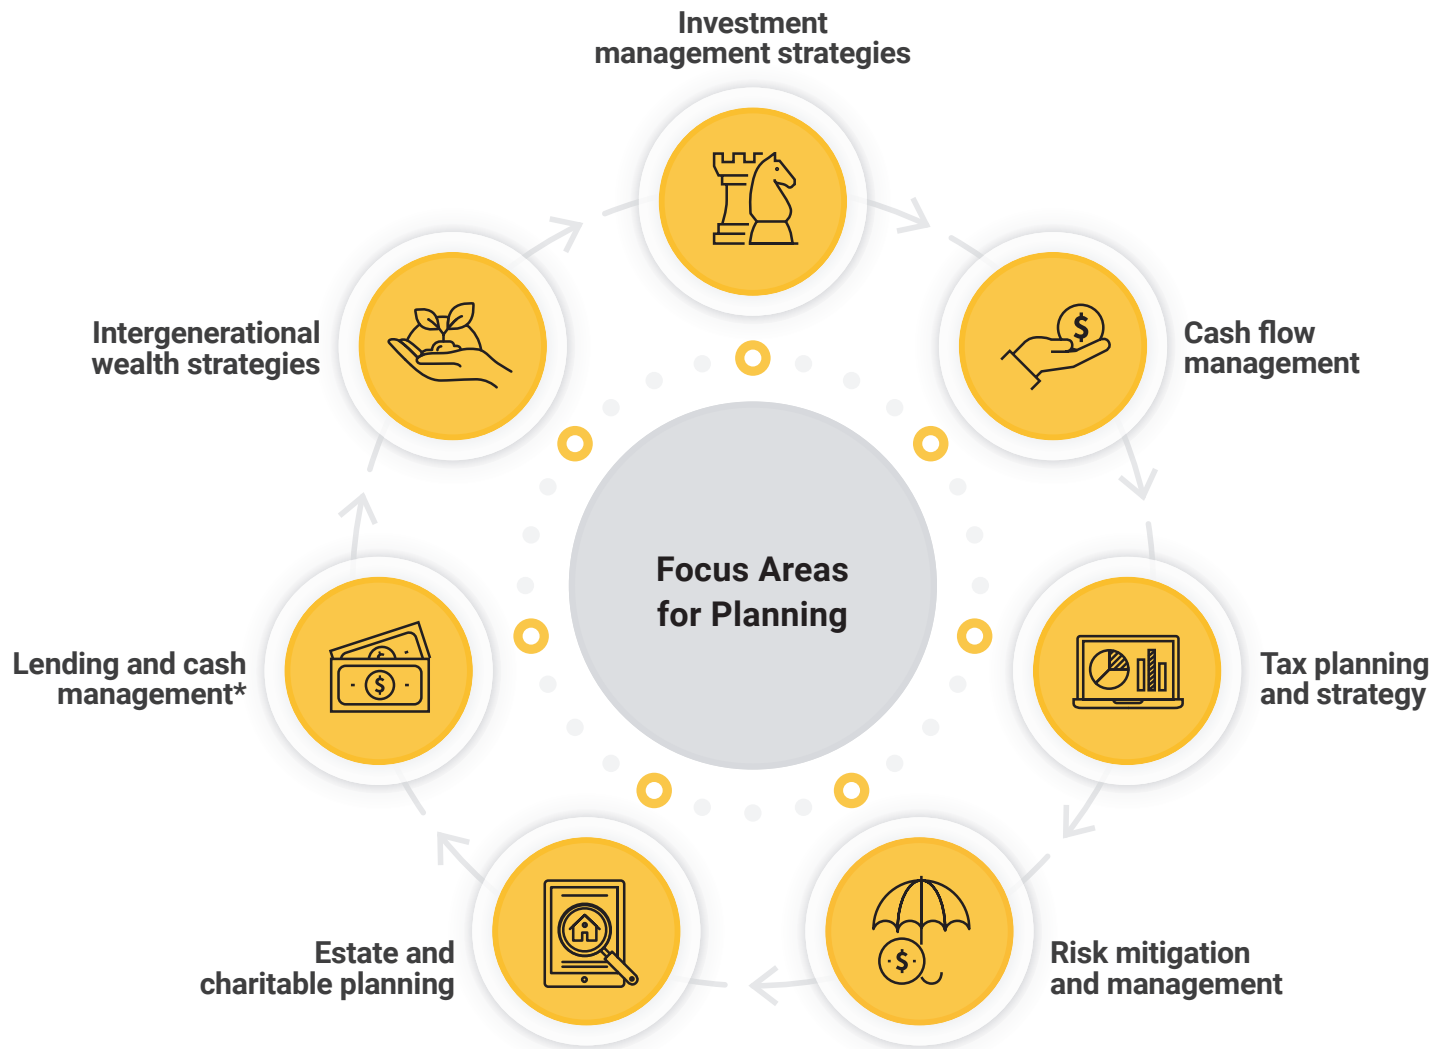 Investment
management strategies
Cash flow
management
Tax planning
and strategy
Risk mitigation
and management
Estate and
charitable planning
Lending and cash
management*
Intergenerational
wealth strategies
Focus Areas
for Planning
$
$
$
$
$